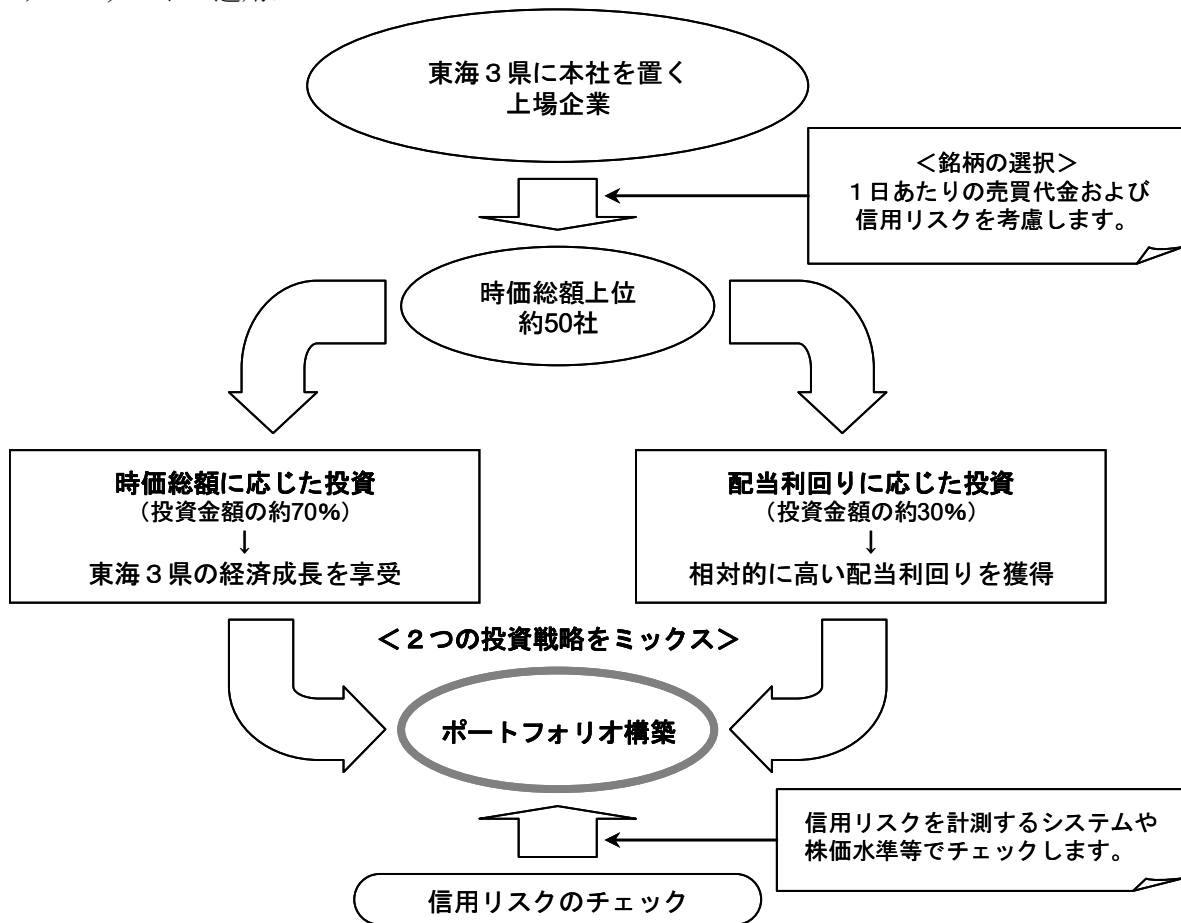 東海３県に本社を置く
上場企業
＜銘柄の選択＞
１日あたりの売買代金および
信用リスクを考慮します。
時価総額上位
約50社
時価総額に応じた投資
（投資金額の約70%）
↓
東海３県の経済成長を享受
配当利回りに応じた投資
（投資金額の約30%）
↓
相対的に高い配当利回りを獲得
＜２つの投資戦略をミックス＞
ポートフォリオ構築
信用リスクを計測するシステムや
株価水準等でチェックします。
信用リスクのチェック